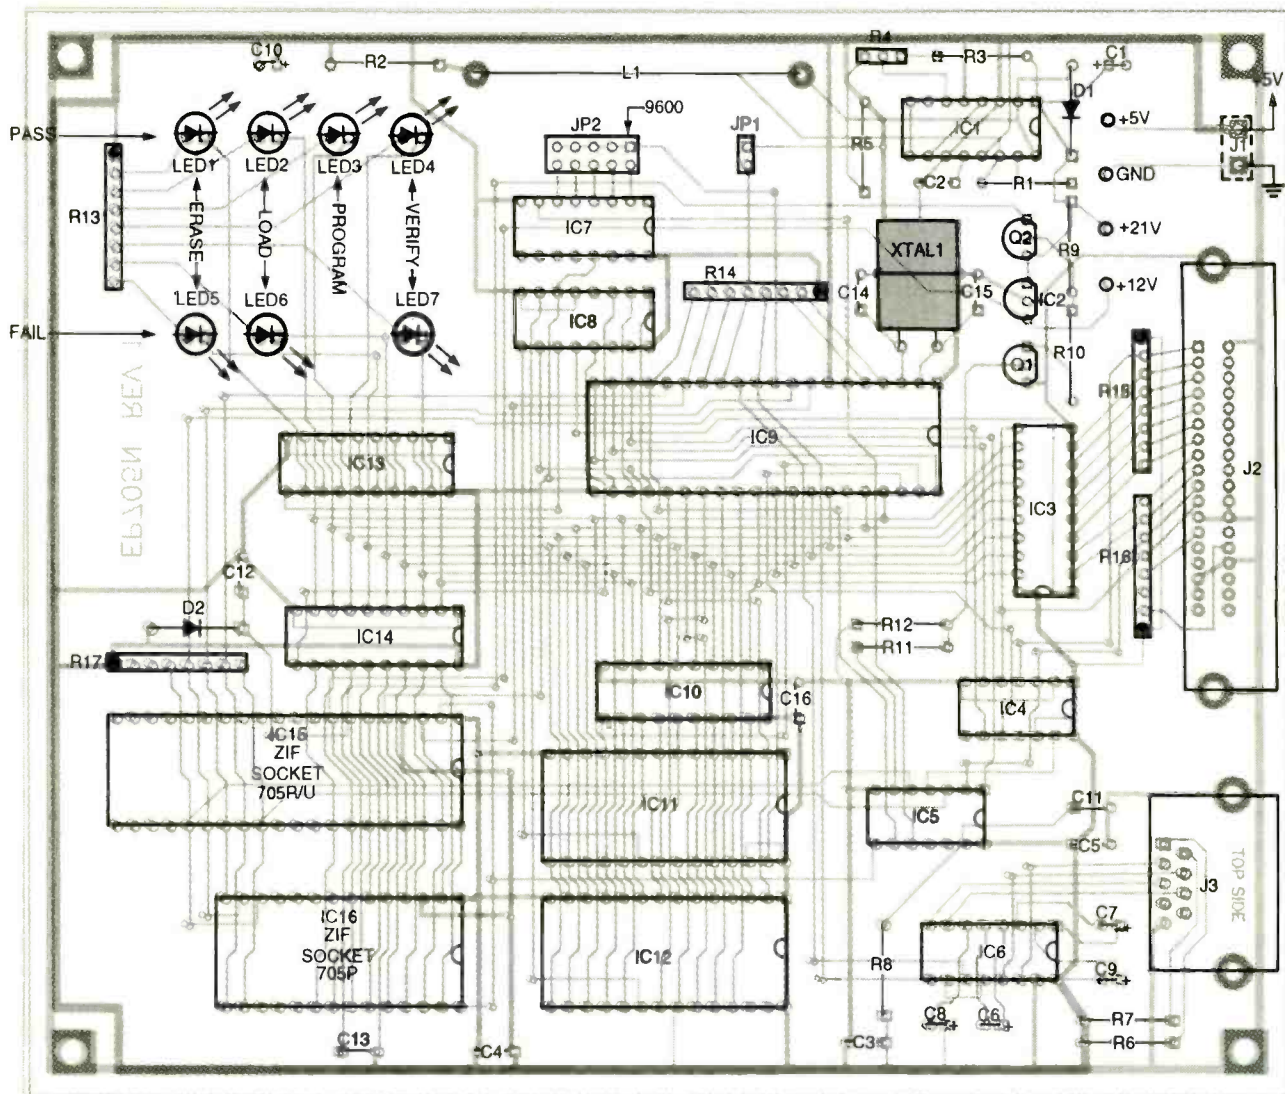 C10
R2
L1
R4
R3
C1
+5V
D1
PASS
LED1
LED2
LED3
LED4
JP2
9600
JP1
R5
IC1
+5V
J1
C2
R1
GND
R13
ERASE
LOAD
PROGRAM
VERIFY
IC7
XTAL1
Q2
R9
+21V
R14
C14
C15
IC2
+12V
LED5
LED6
LED7
IC8
FAIL
Q1
R10
R15
EP705N REV
IC13
IC9
J2
IC3
R16
C12
D2
R12
R11
IC14
R17
IC10
C16
IC4
IC15
ZIF
SOCKET
705R/U
IC11
IC5
C11
C5
J3
TOP SIDE
IC16
ZIF
SOCKET
705P
IC12
R8
IC6
C7
C9
C8
C6
R7
R6
C13
C4
C3